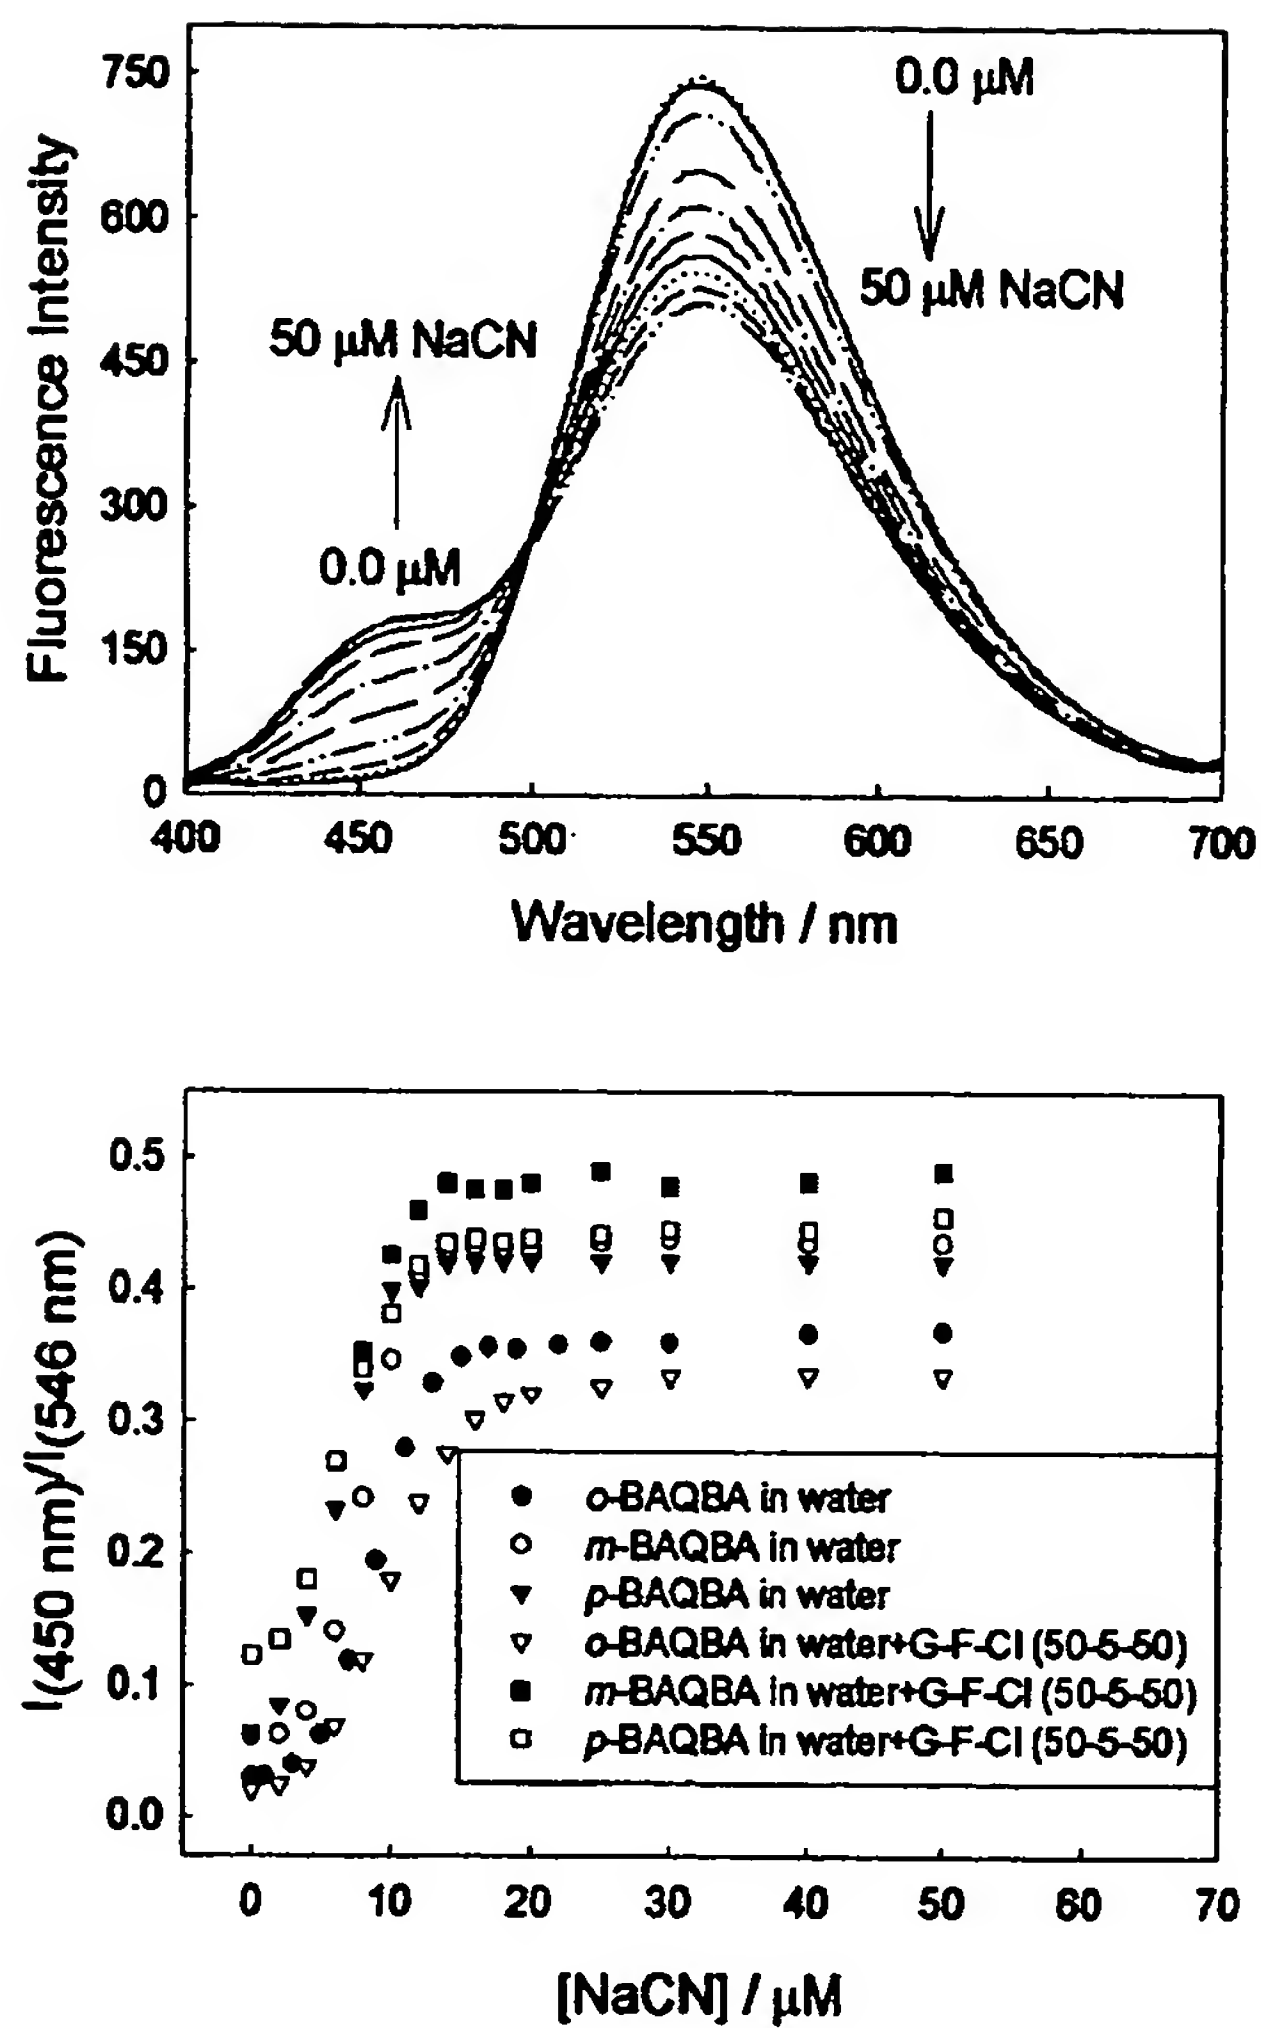 750
600
450
300
150
0
Fluorescence Intensity
0.0 μM
50 μM NaCN
50 μM NaCN
0.0 μM
400 450 500 550 600 650 700
Wavelength / nm
0.5
0.4
0.3
0.2
0.1
0.0
I(450 nm)/I(546 nm)
o-BAQBA in water
m-BAQBA in water
p-BAQBA in water
o-BAQBA in water+G-F-Cl (50-5-50)
m-BAQBA in water+G-F-Cl (50-5-50)
p-BAQBA in water+G-F-Cl (50-5-50)
0 10 20 30 40 50 60 70
[NaCN] / μM